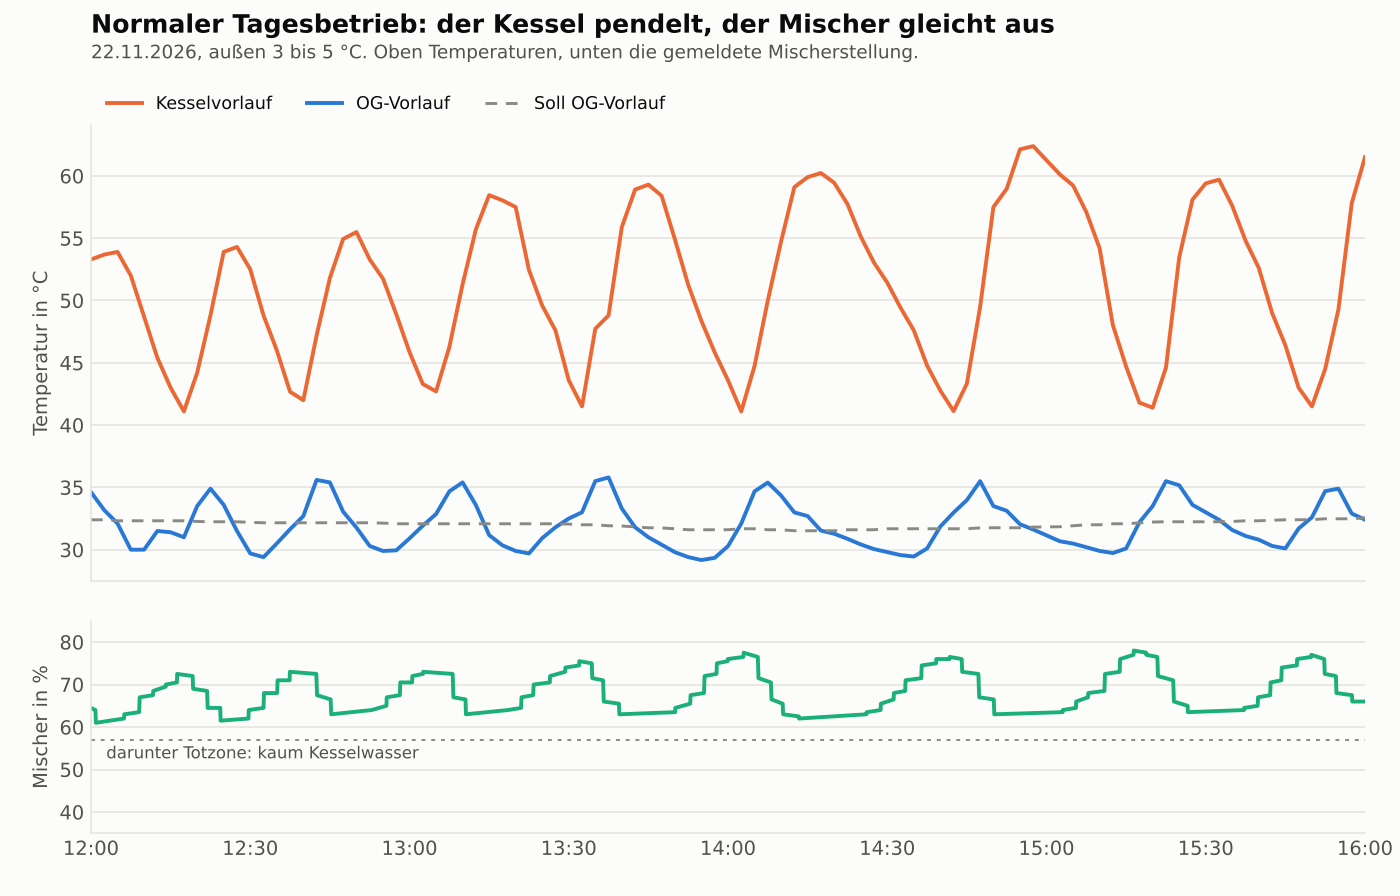 Normaler Tagesbetrieb: der Kessel pendelt, der Mischer gleicht aus
22.11.2026, außen 3 bis 5 °C. Oben Temperaturen, unten die gemeldete Mischerstellung.
Kesselvorlauf OG-Vorlauf Soll OG-Vorlauf
Temperatur in °C
60
55
50
45
40
35
30
Mischer in %
80
70
60
50
40
darunter Totzone: kaum Kesselwasser
12:00 12:30 13:00 13:30 14:00 14:30 15:00 15:30 16:00